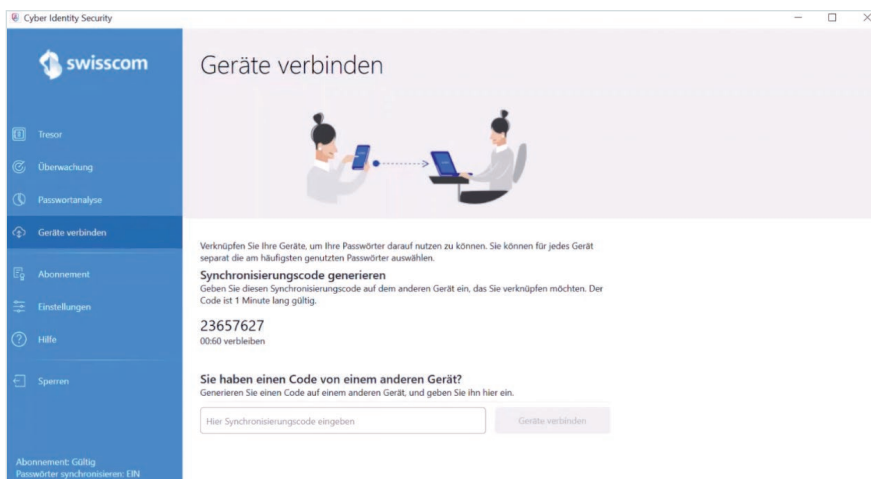 Cyber Identity Security
swisscom
Tresor
Überwachung
Passwortanalyse
Geräte verbinden
Abonnement
Einstellungen
Hilfe
Sperren
Abonnement: Gültig
Passwörter synchronisieren: EIN
Geräte verbinden
Verknüpfen Sie Ihre Geräte, um Ihre Passwörter darauf nutzen zu können. Sie können für jedes Gerät
separat die am häufigsten genutzten Passwörter auswählen.
Synchronisierungscode generieren
Geben Sie diesen Synchronisierungscode auf dem anderen Gerät ein, das Sie verknüpfen möchten. Der
Code ist 1 Minute lang gültig.
23657627
00:60 verbleiben
Sie haben einen Code von einem anderen Gerät?
Generieren Sie einen Code auf einem anderen Gerät, und geben Sie ihn hier ein.
Hier Synchronisierungscode eingeben
Geräte verbinden